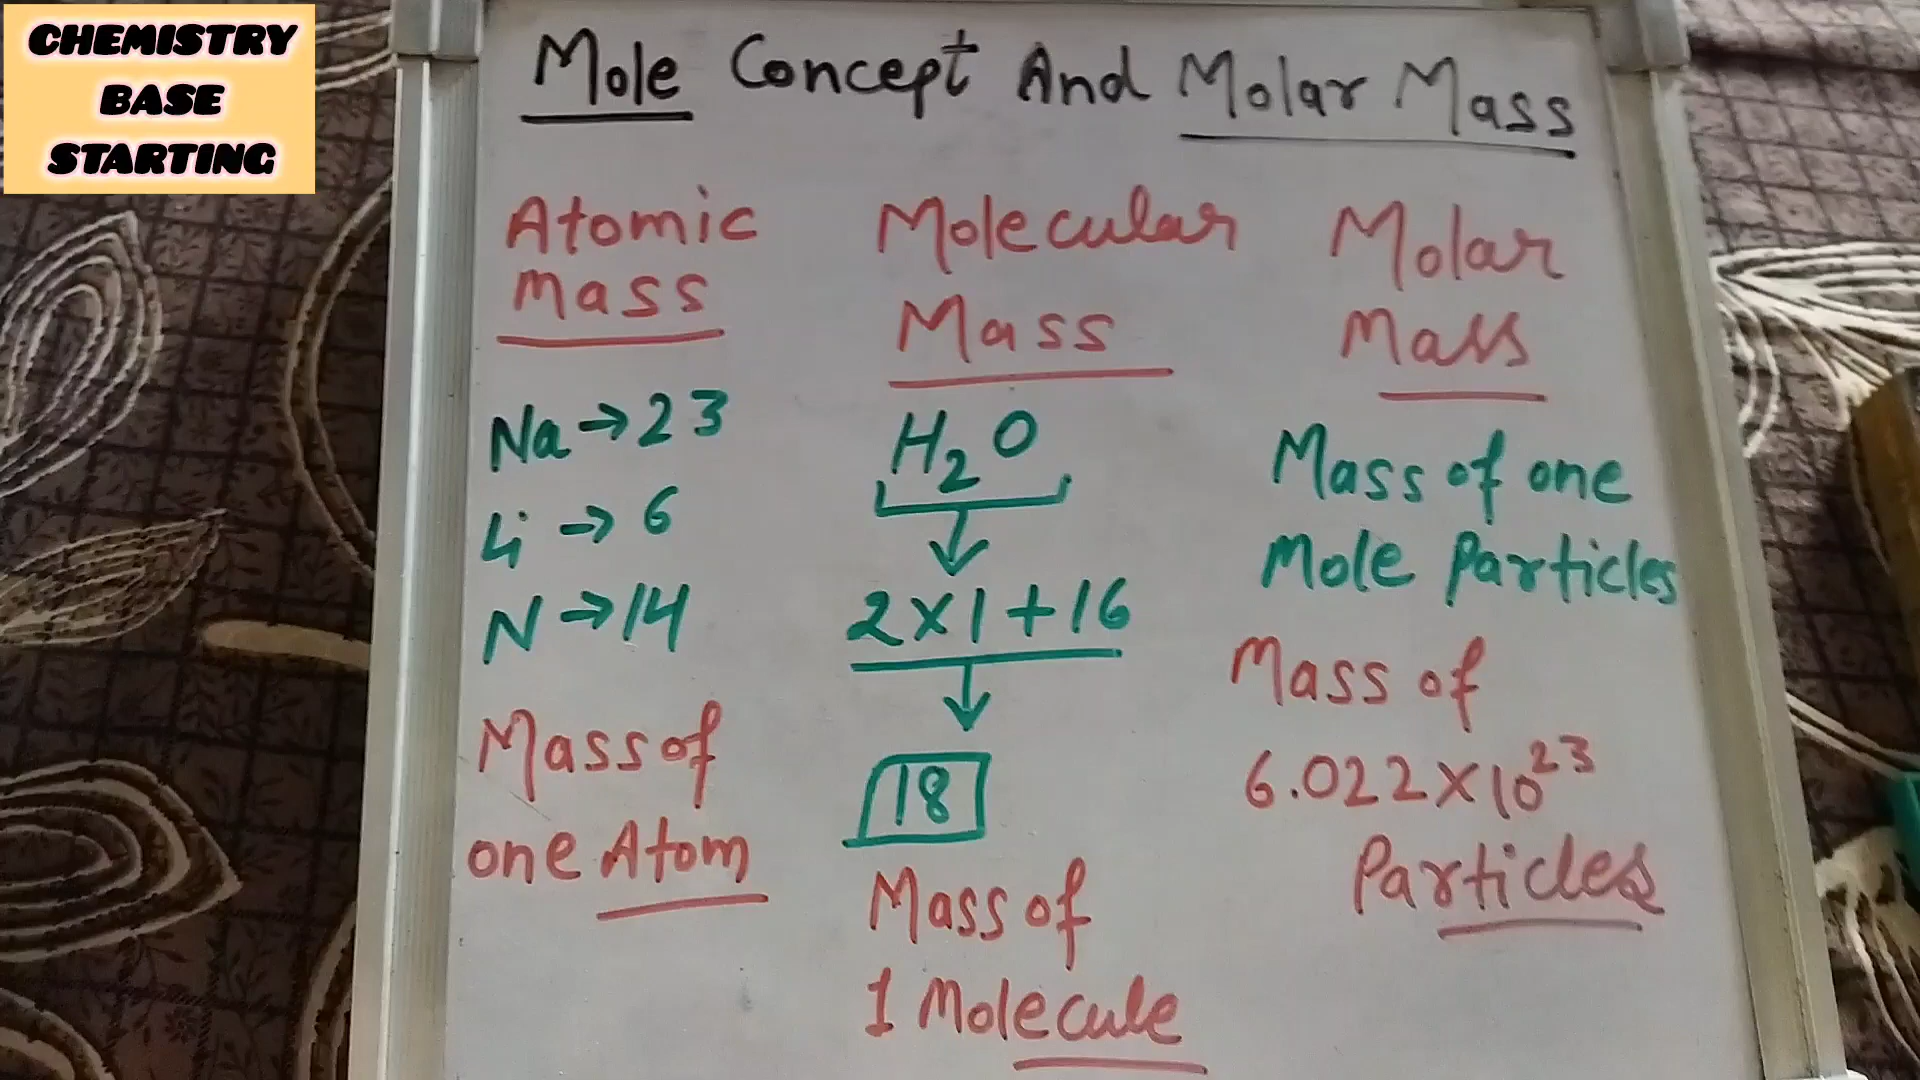 CHEMISTRY
BASE
STARTING
Mole Concept And Molar Mass
Atomic
Mass
Na → 23
Li → 6
N → 14
Mass of
one Atom
Molecular
Mass
H₂O
2×1+16
18
Mass of
1 Molecule
Molar
Mass
Mass of one
Mole Particles
Mass of
6.022×10²³
Particles